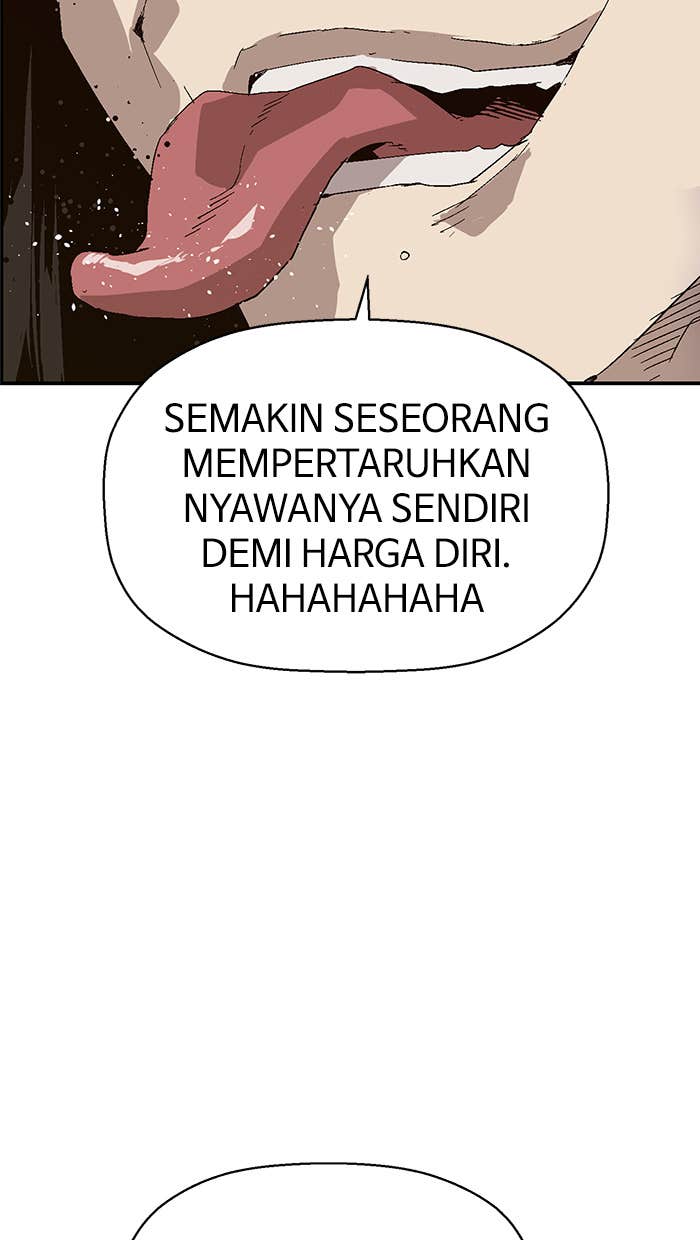 SEMAKIN SESEORANG
MEMPERTARUHKAN
NYAWANYA SENDIRI
DEMI HARGA DIRI.
HAHAHAHAHA